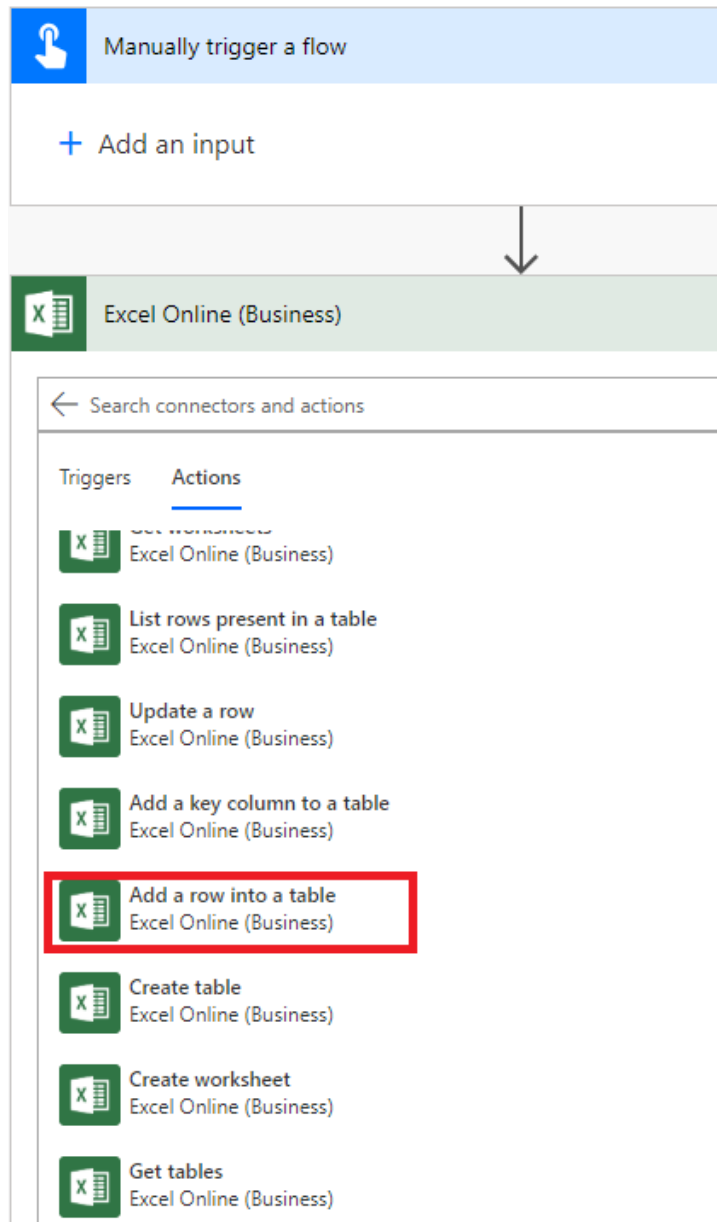 Manually trigger a flow
+ Add an input
Excel Online (Business)
Search connectors and actions
Triggers Actions
Get worksheets
Excel Online (Business)
List rows present in a table
Excel Online (Business)
Update a row
Excel Online (Business)
Add a key column to a table
Excel Online (Business)
Add a row into a table
Excel Online (Business)
Create table
Excel Online (Business)
Create worksheet
Excel Online (Business)
Get tables
Excel Online (Business)